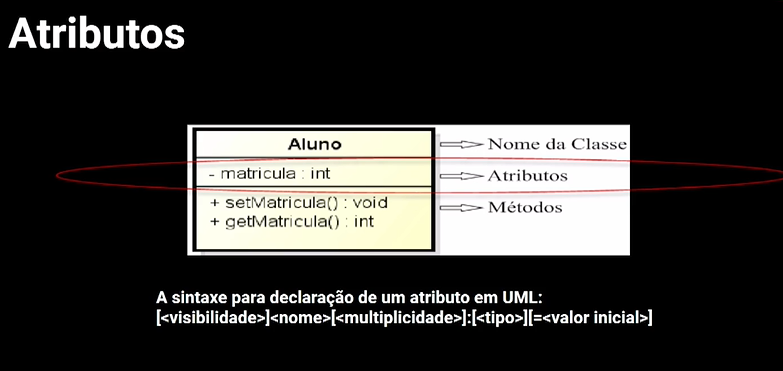 Atributos
Aluno
Nome da Classe
- matricula : int
Atributos
+ setMatricula() : void
+ getMatricula() : int
Métodos
A sintaxe para declaração de um atributo em UML:
[<visibilidade>]<nome>[<multiplicidade>]:[<tipo>][=<valor inicial>]